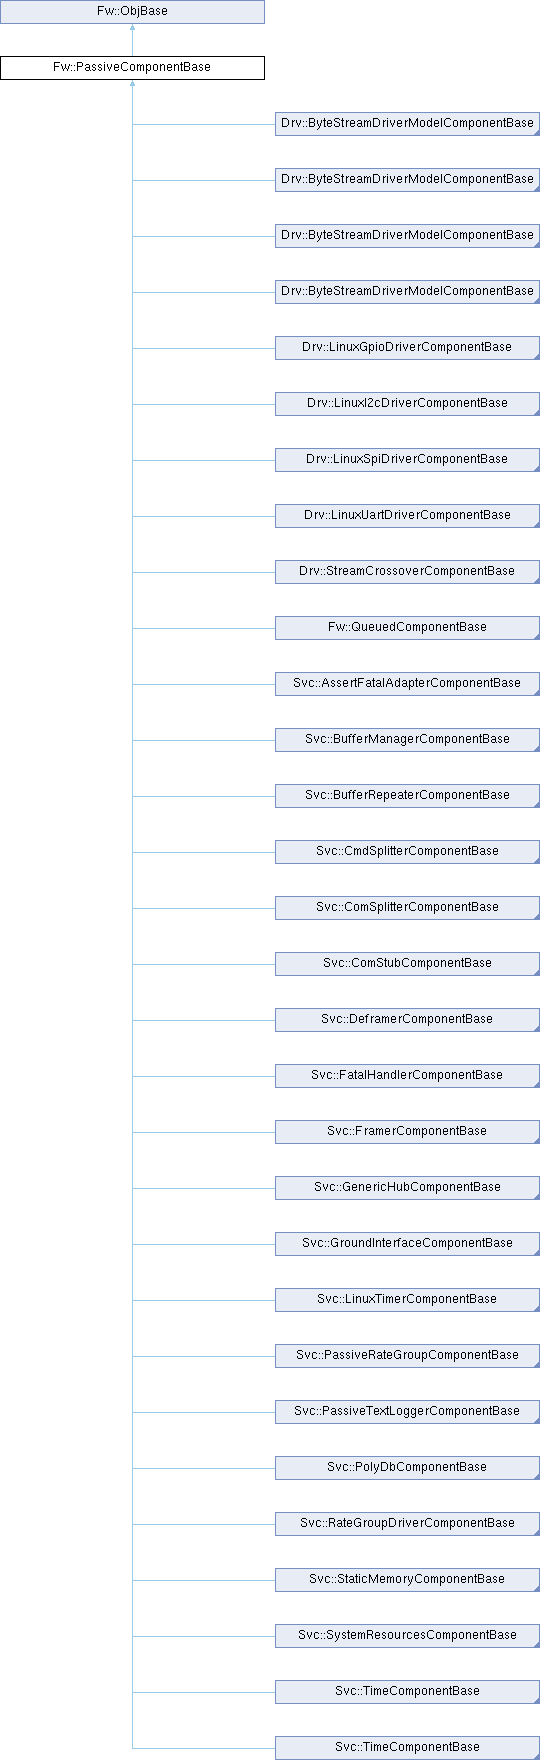 Fw::ObjBase
Fw::PassiveComponentBase
Drv::ByteStreamDriverModelComponentBase
Drv::ByteStreamDriverModelComponentBase
Drv::ByteStreamDriverModelComponentBase
Drv::ByteStreamDriverModelComponentBase
Drv::LinuxGpioDriverComponentBase
Drv::LinuxI2cDriverComponentBase
Drv::LinuxSpiDriverComponentBase
Drv::LinuxUartDriverComponentBase
Drv::StreamCrossoverComponentBase
Fw::QueuedComponentBase
Svc::AssertFatalAdapterComponentBase
Svc::BufferManagerComponentBase
Svc::BufferRepeaterComponentBase
Svc::CmdSplitterComponentBase
Svc::ComSplitterComponentBase
Svc::ComStubComponentBase
Svc::DeframerComponentBase
Svc::FatalHandlerComponentBase
Svc::FramerComponentBase
Svc::GenericHubComponentBase
Svc::GroundInterfaceComponentBase
Svc::LinuxTimerComponentBase
Svc::PassiveRateGroupComponentBase
Svc::PassiveTextLoggerComponentBase
Svc::PolyDbComponentBase
Svc::RateGroupDriverComponentBase
Svc::StaticMemoryComponentBase
Svc::SystemResourcesComponentBase
Svc::TimeComponentBase
Svc::TimeComponentBase